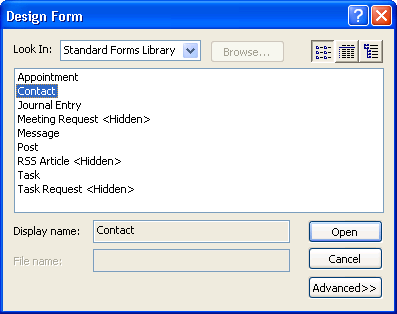 Design Form
Look In: Standard Forms Library Browse...
Appointment
Contact
Journal Entry
Meeting Request <Hidden>
Message
Post
RSS Article <Hidden>
Task
Task Request <Hidden>
Display name: Contact Open
File name: Cancel
Advanced>>